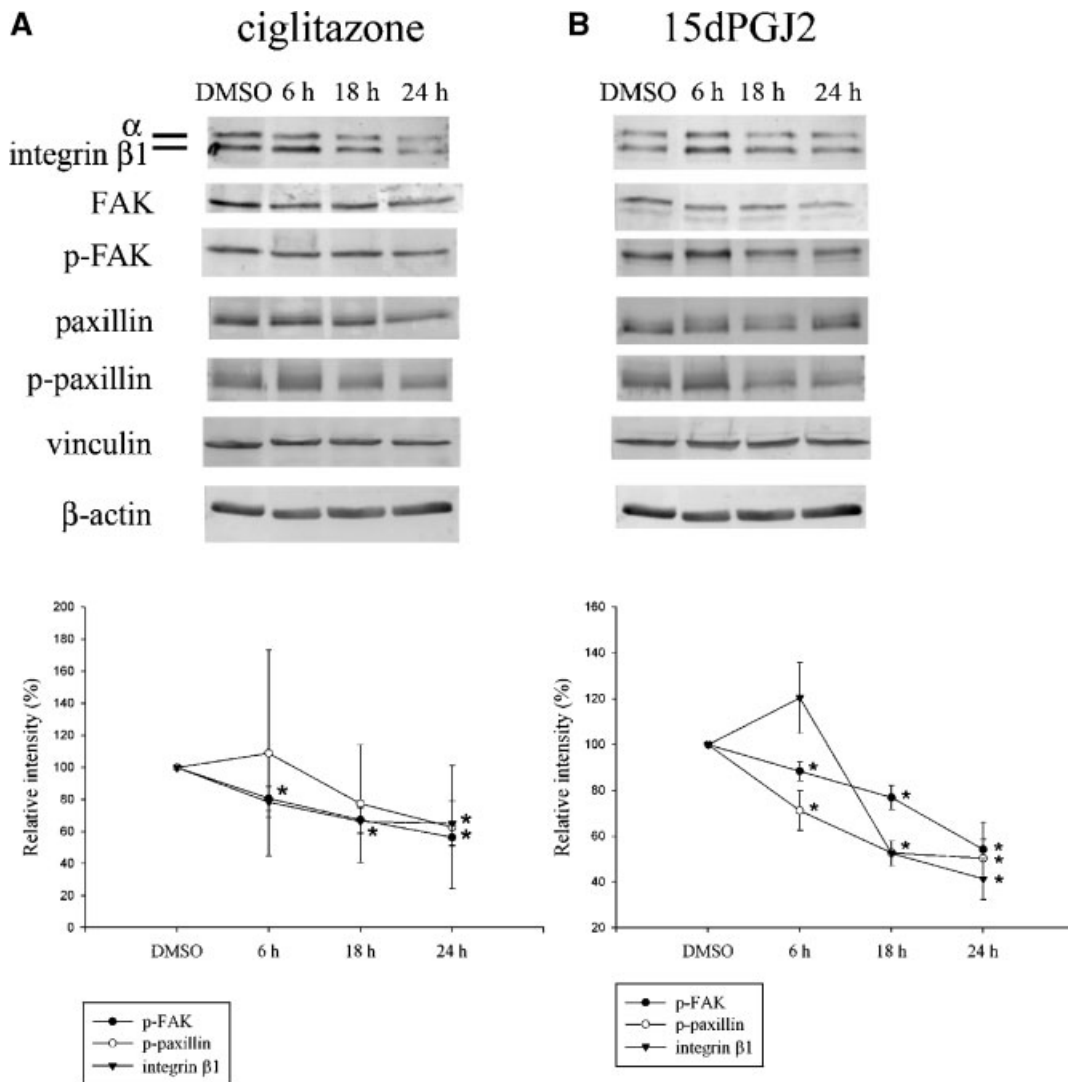 A
ciglitazone
B
15dPGJ2
DMSO 6 h 18 h 24 h
DMSO 6 h 18 h 24 h
α
integrin β1
FAK
p-FAK
paxillin
p-paxillin
vinculin
β-actin
Relative intensity (%)
200
180
160
140
120
100
80
60
40
20
0
* * * *
DMSO 6 h 18 h 24 h
p-FAK
p-paxillin
integrin β1
Relative intensity (%)
160
140
120
100
80
60
40
20
* * * * * * *
DMSO 6 h 18 h 24 h
p-FAK
p-paxillin
integrin β1